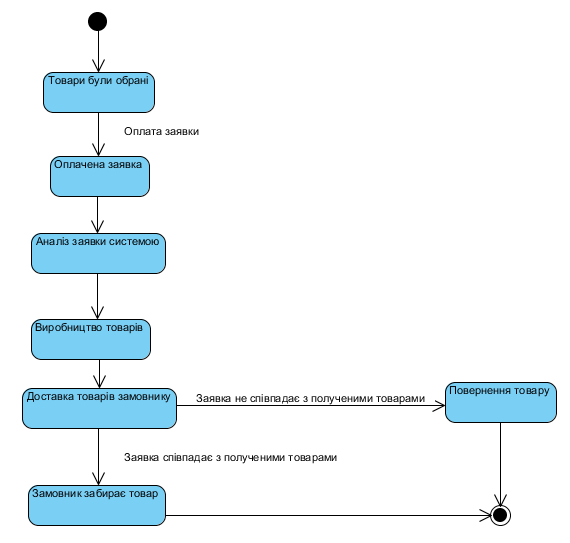 Товари були обрані
Оплата заявки
Оплачена заявка
Аналіз заявки системою
Виробництво товарів
Доставка товарів замовнику
Заявка не співпадає з полученими товарами
Повернення товару
Заявка співпадає з полученими товарами
Замовник забирає товар